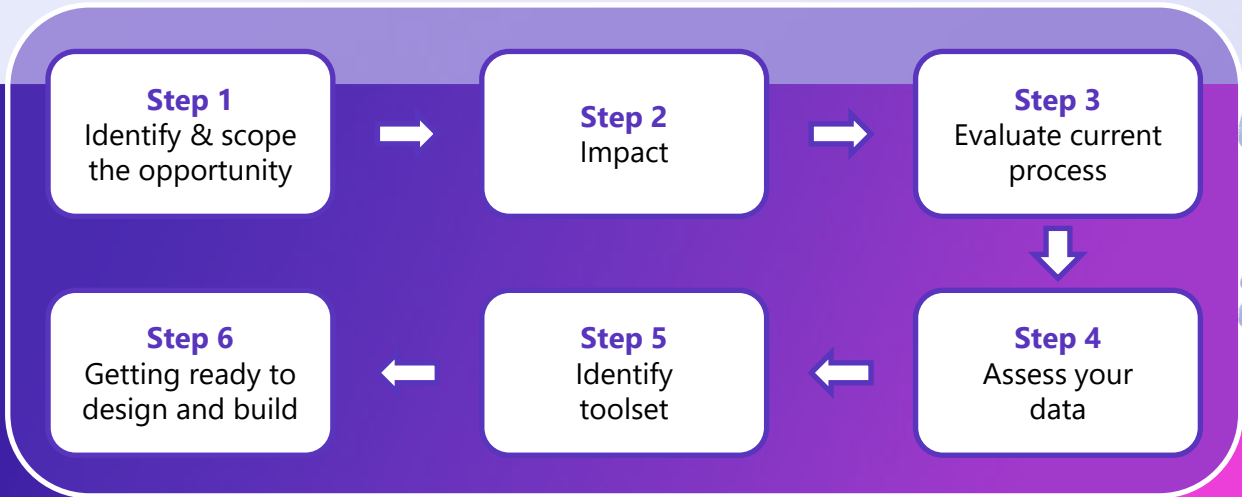 Step 1
Identify & scope
the opportunity
Step 2
Impact
Step 3
Evaluate current
process
Step 4
Assess your
data
Step 5
Identify
toolset
Step 6
Getting ready to
design and build